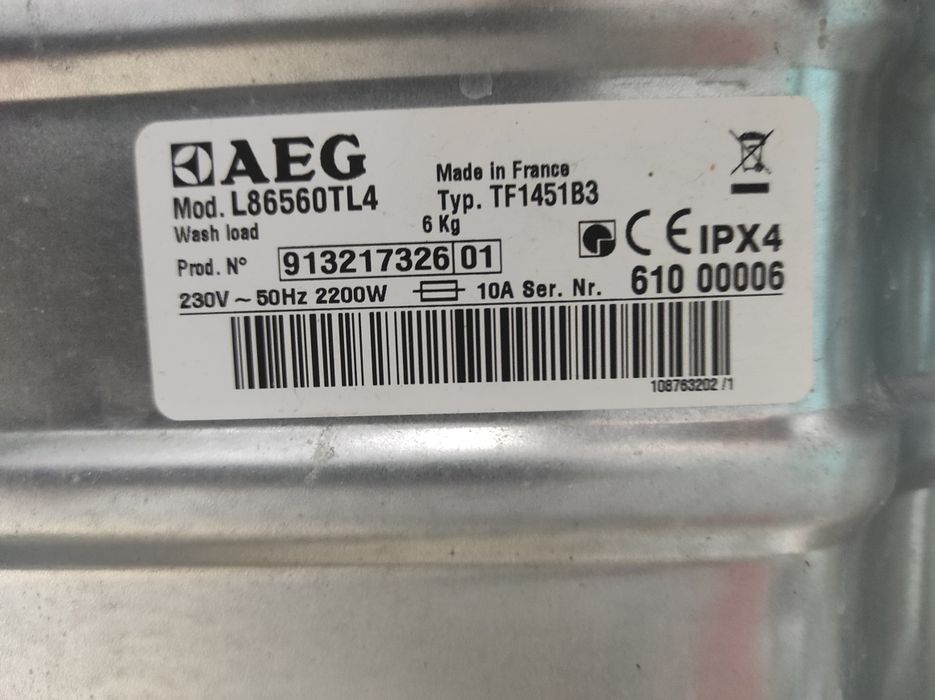 AEG
Made in France
Mod. L86560TL4
Typ. TF1451B3
Wash load 6 Kg
Prod. N° 913217326 01
CE IPX4
230V ~ 50Hz 2200W 10A Ser. Nr. 610 00006
108763202 /1